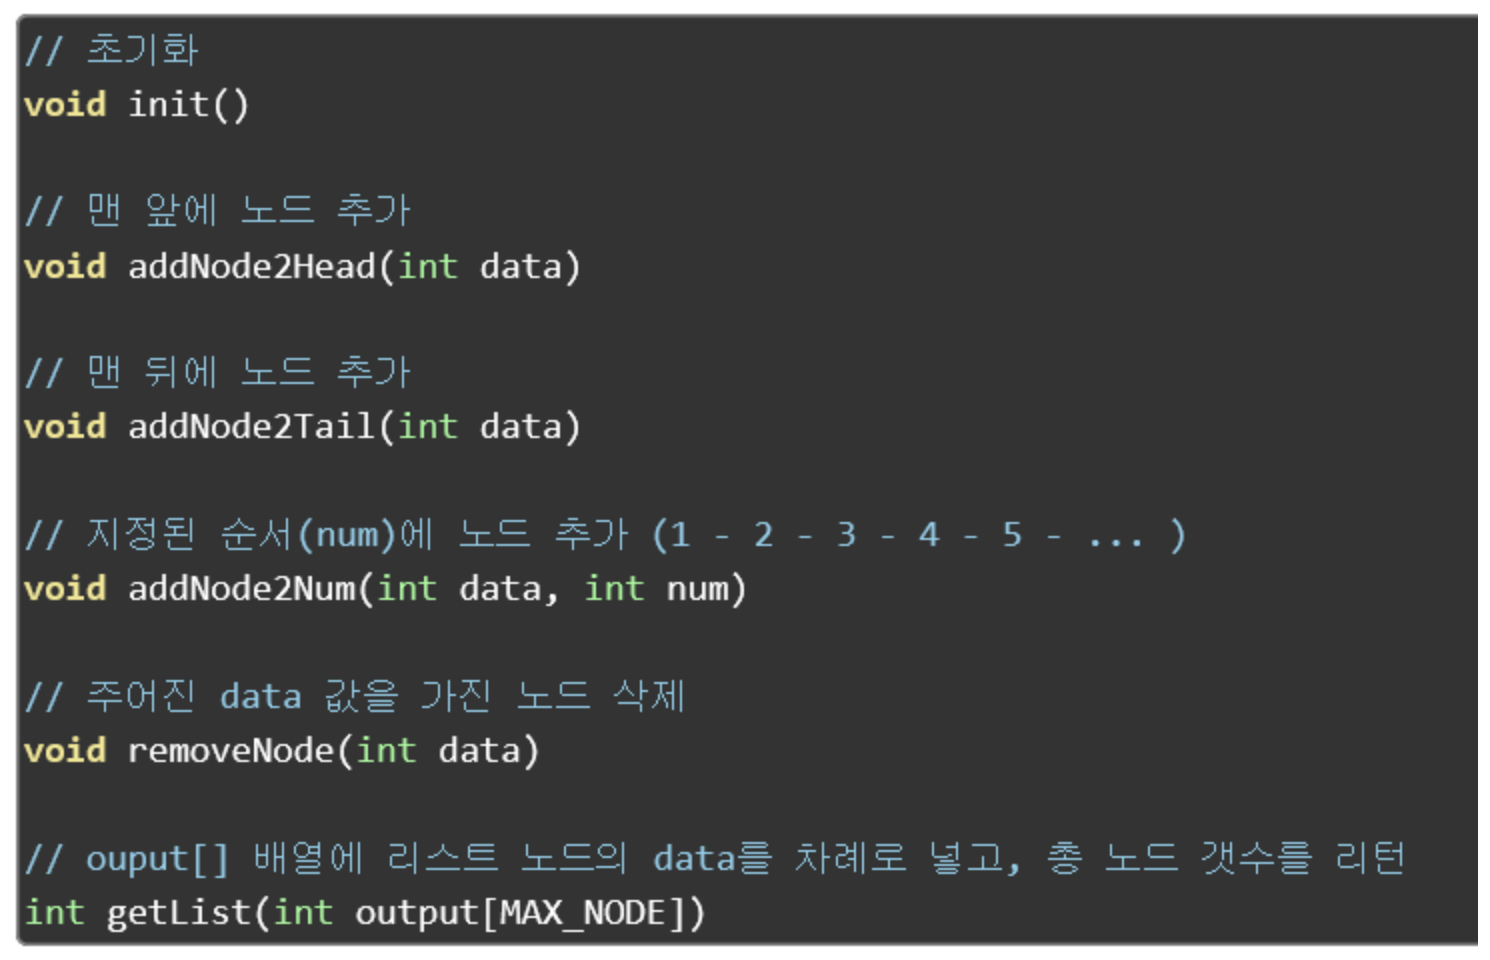 // 초기화
void init()
// 맨 앞에 노드 추가
void addNode2Head(int data)
// 맨 뒤에 노드 추가
void addNode2Tail(int data)
// 지정된 순서(num)에 노드 추가 (1 - 2 - 3 - 4 - 5 - ... )
void addNode2Num(int data, int num)
// 주어진 data 값을 가진 노드 삭제
void removeNode(int data)
// ouput[] 배열에 리스트 노드의 data를 차례로 넣고, 총 노드 갯수를 리턴
int getList(int output[MAX_NODE])